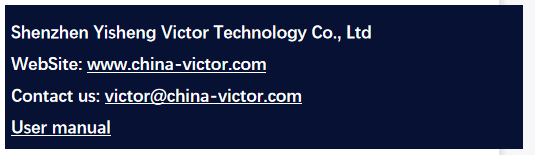 Shenzhen Yisheng Victor Technology Co., Ltd
WebSite: www.china-victor.com
Contact us: victor@china-victor.com
User manual